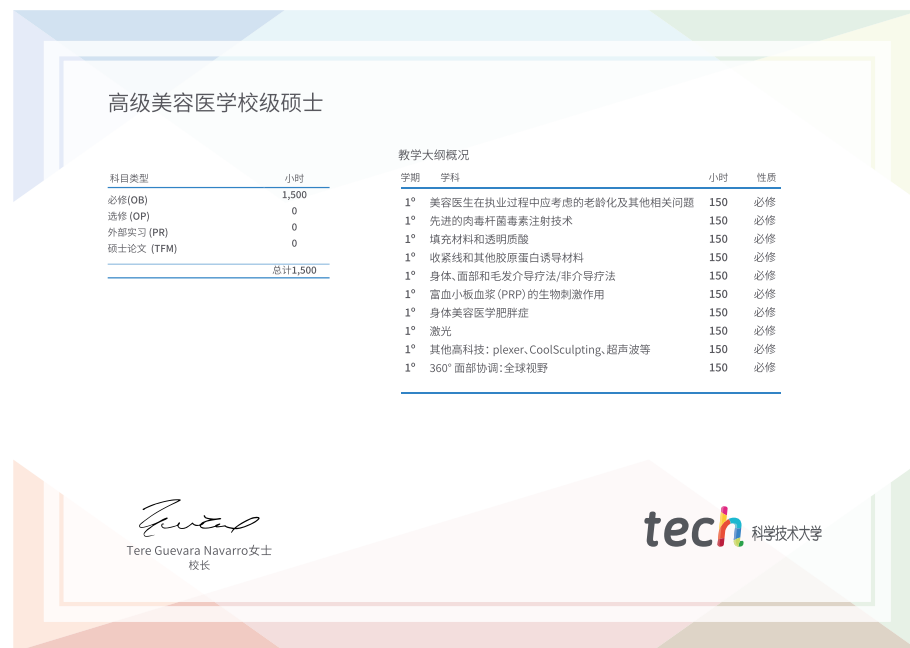 高级美容医学校级硕士
科目类型 小时
必修(OB) 1,500
选修 (OP) 0
外部实习 (PR) 0
硕士论文 (TFM) 0
总计1,500
教学大纲概况
学期 学科 小时 性质
1º 美容医生在执业过程中应考虑的老龄化及其他相关问题 150 必修
1º 先进的肉毒杆菌毒素注射技术 150 必修
1º 填充材料和透明质酸 150 必修
1º 收紧线和其他胶原蛋白诱导材料 150 必修
1º 身体、面部和毛发介导疗法/非介导疗法 150 必修
1º 富血小板血浆（PRP）的生物刺激作用 150 必修
1º 身体美容医学肥胖症 150 必修
1º 激光 150 必修
1º 其他高科技：plexer、CoolSculpting、超声波等 150 必修
1º 360° 面部协调：全球视野 150 必修
Tere Guevara Navarro女士
校长
tech 科学技术大学